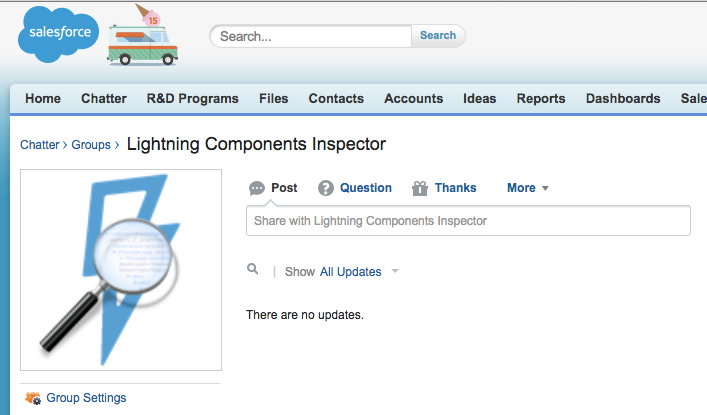 salesforce
15
Search...
Search
Home Chatter R&D Programs Files Contacts Accounts Ideas Reports Dashboards Sale
Chatter › Groups › Lightning Components Inspector
Post Question Thanks More
Share with Lightning Components Inspector
Show All Updates
There are no updates.
Group Settings